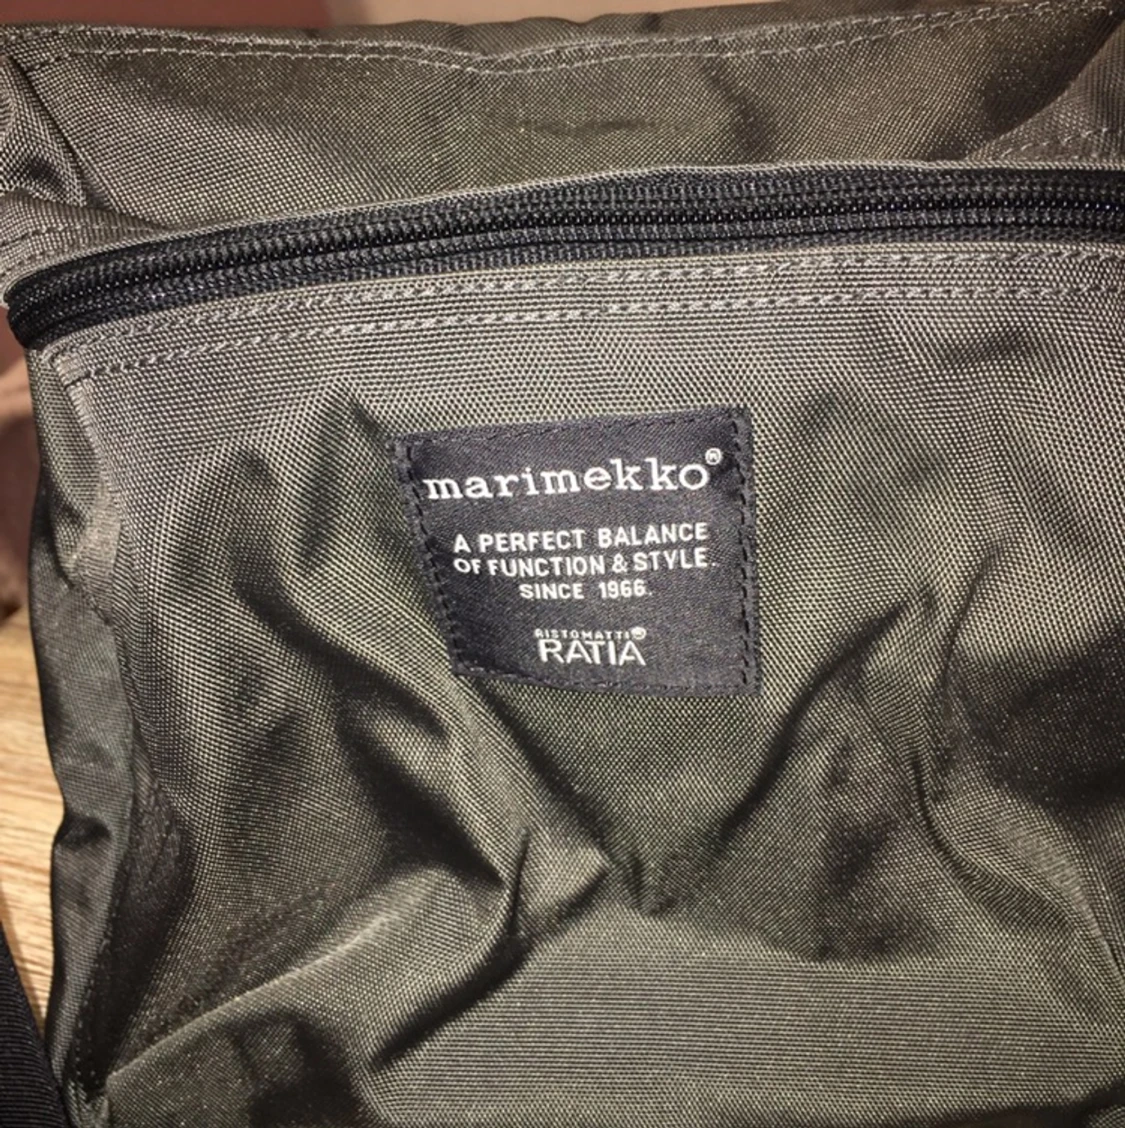 marimekko®
A PERFECT BALANCE
OF FUNCTION & STYLE.
SINCE 1966.
RISTOMATTI®
RATIA